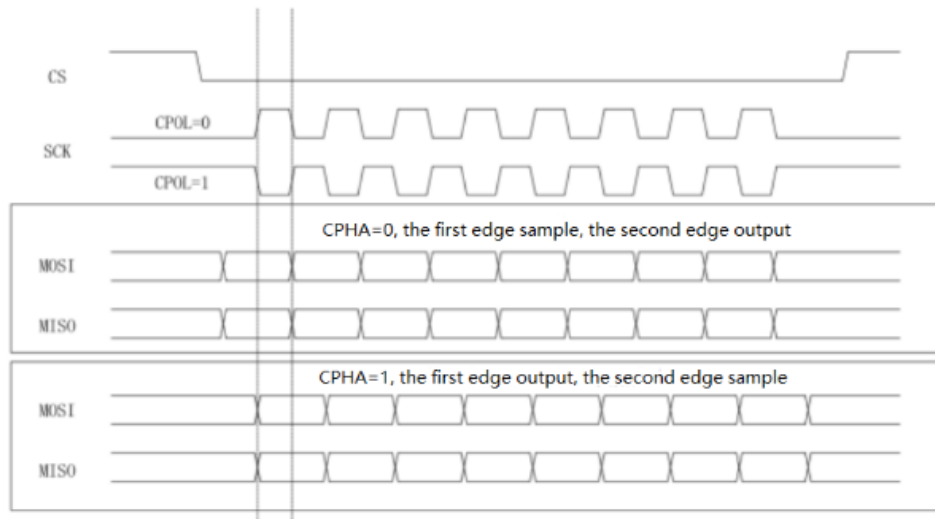 CS
CPOL=0
SCK
CPOL=1
CPHA=0, the first edge sample, the second edge output
MOSI
MISO
CPHA=1, the first edge output, the second edge sample
MOSI
MISO